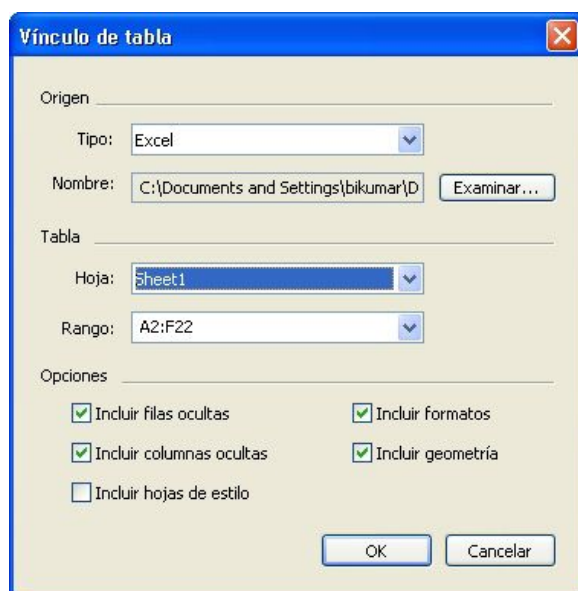 Vínculo de tabla
Origen
Tipo: Excel
Nombre: C:\Documents and Settings\bikumar\D Examinar...
Tabla
Hoja: Sheet1
Rango: A2:F22
Opciones
Incluir filas ocultas Incluir formatos
Incluir columnas ocultas Incluir geometría
Incluir hojas de estilo
OK Cancelar